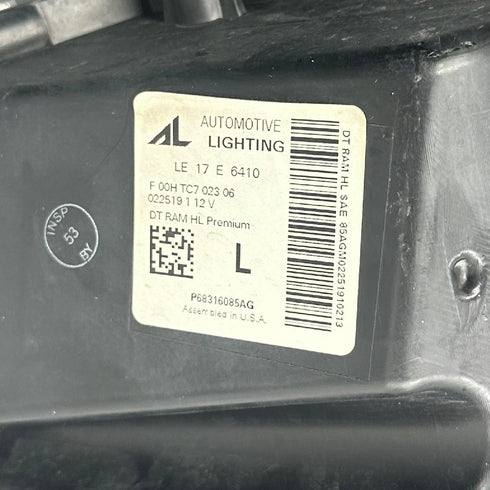 AL AUTOMOTIVE
LIGHTING
LE 17 E 6410
F 00H TC7 023 06
022519 1 12 V
DT RAM HL Premium
L
P68316085AG
Assembled in U.S.A.
DT RAM HL SAE 85AGM02251910213
INSP
53
BY